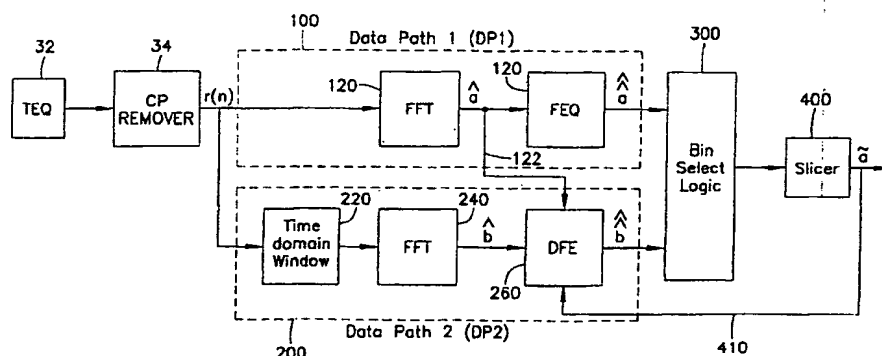 100
Data Path 1 (DP1)
300
32
34
TEQ
CP
REMOVER
r(n)
120
FFT
^
a
120
FEQ
^
^
a
122
Bin
Select
Logic
400
Slicer
~
a
220
Time
domain
Window
240
FFT
^
b
DFE
260
^
^
b
200
Data Path 2 (DP2)
410